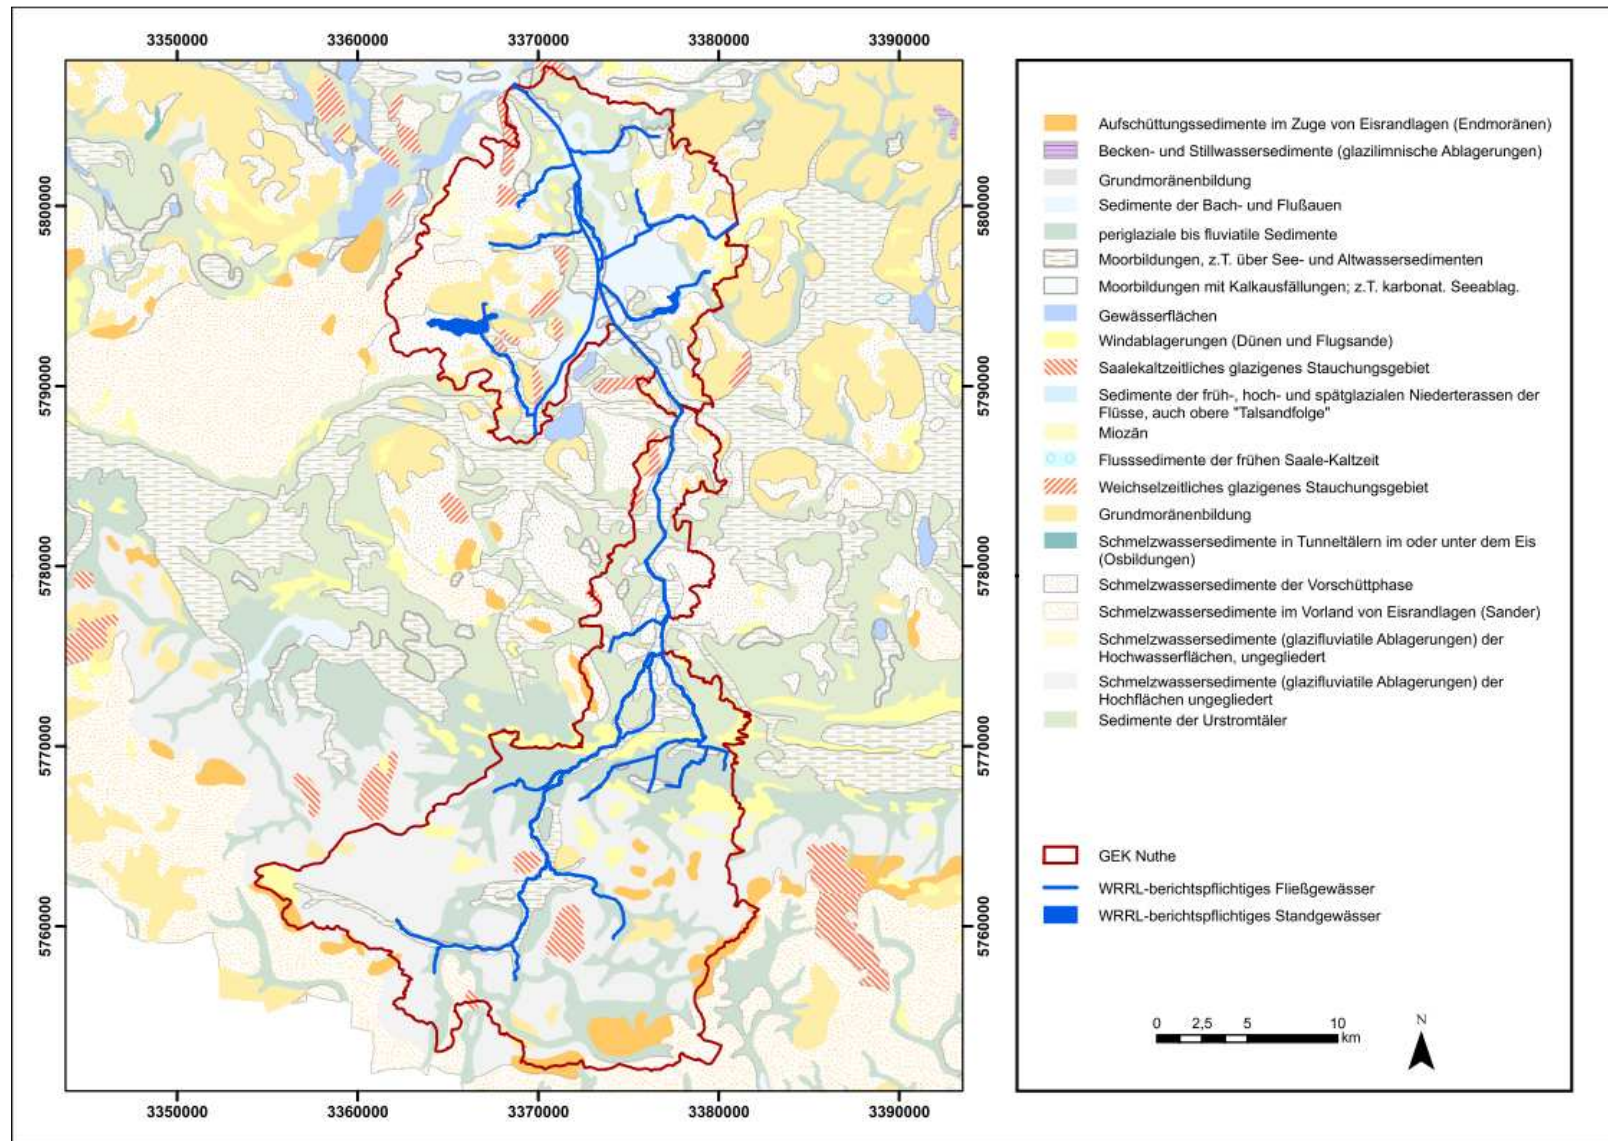 3350000 3360000 3370000 3380000 3390000
5800000 5800000
5790000 5790000
5780000 5780000
5770000 5770000
5760000 5760000
3350000 3360000 3370000 3380000 3390000
Aufschüttungssedimente im Zuge von Eisrandlagen (Endmoränen)
Becken- und Stillwassersedimente (glazilimnische Ablagerungen)
Grundmoränenbildung
Sedimente der Bach- und Flußauen
periglaziale bis fluviatile Sedimente
Moorbildungen, z.T. über See- und Altwassersedimenten
Moorbildungen mit Kalkausfällungen; z.T. karbonat. Seeablag.
Gewässerflächen
Windablagerungen (Dünen und Flugsande)
Saalekaltzeitliches glazigenes Stauchungsgebiet
Sedimente der früh-, hoch- und spätglazialen Niederterassen der
Flüsse, auch obere "Talsandfolge"
Miozän
Flusssedimente der frühen Saale-Kaltzeit
Weichselzeitliches glazigenes Stauchungsgebiet
Grundmoränenbildung
Schmelzwassersedimente in Tunneltälern im oder unter dem Eis
(Osbildungen)
Schmelzwassersedimente der Vorschüttphase
Schmelzwassersedimente im Vorland von Eisrandlagen (Sander)
Schmelzwassersedimente (glazifluviatile Ablagerungen) der
Hochwasserflächen, ungegliedert
Schmelzwassersedimente (glazifluviatile Ablagerungen) der
Hochflächen ungegliedert
Sedimente der Urstromtäler
GEK Nuthe
WRRL-berichtspflichtiges Fließgewässer
WRRL-berichtspflichtiges Standgewässer
0 2,5 5 10
km
N